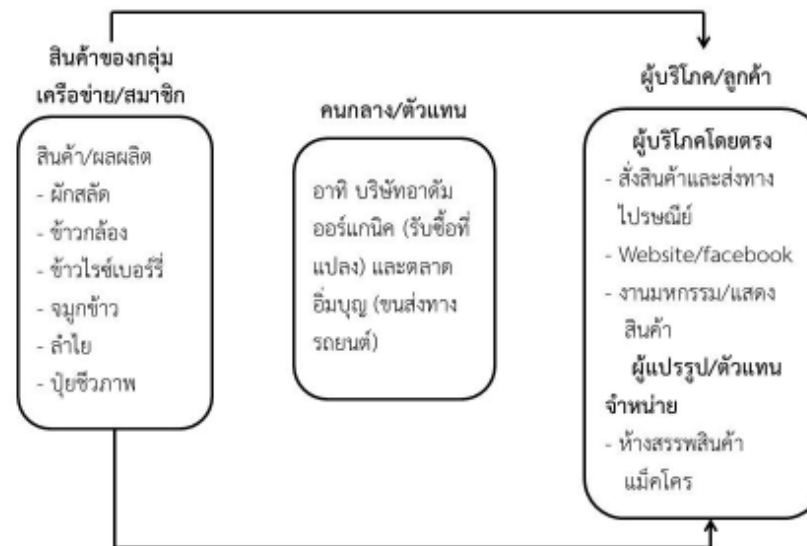 สินค้าของกลุ่ม
เครือข่าย/สมาชิก
สินค้า/ผลผลิต
- ผักสลัด
- ข้าวกล้อง
- ข้าวไรซ์เบอร์รี่
- จมูกข้าว
- ลำไย
- ปุ๋ยชีวภาพ
คนกลาง/ตัวแทน
อาทิ บริษัทอาดัม
ออร์แกนิค (รับซื้อที่
แปลง) และตลาด
อิ่มบุญ (ขนส่งทาง
รถยนต์)
ผู้บริโภค/ลูกค้า
ผู้บริโภคโดยตรง
- สั่งสินค้าและส่งทาง
ไปรษณีย์
- Website/facebook
- งานมหกรรม/แสดง
สินค้า
ผู้แปรรูป/ตัวแทน
จำหน่าย
- ห้างสรรพสินค้า
แม็คโคร